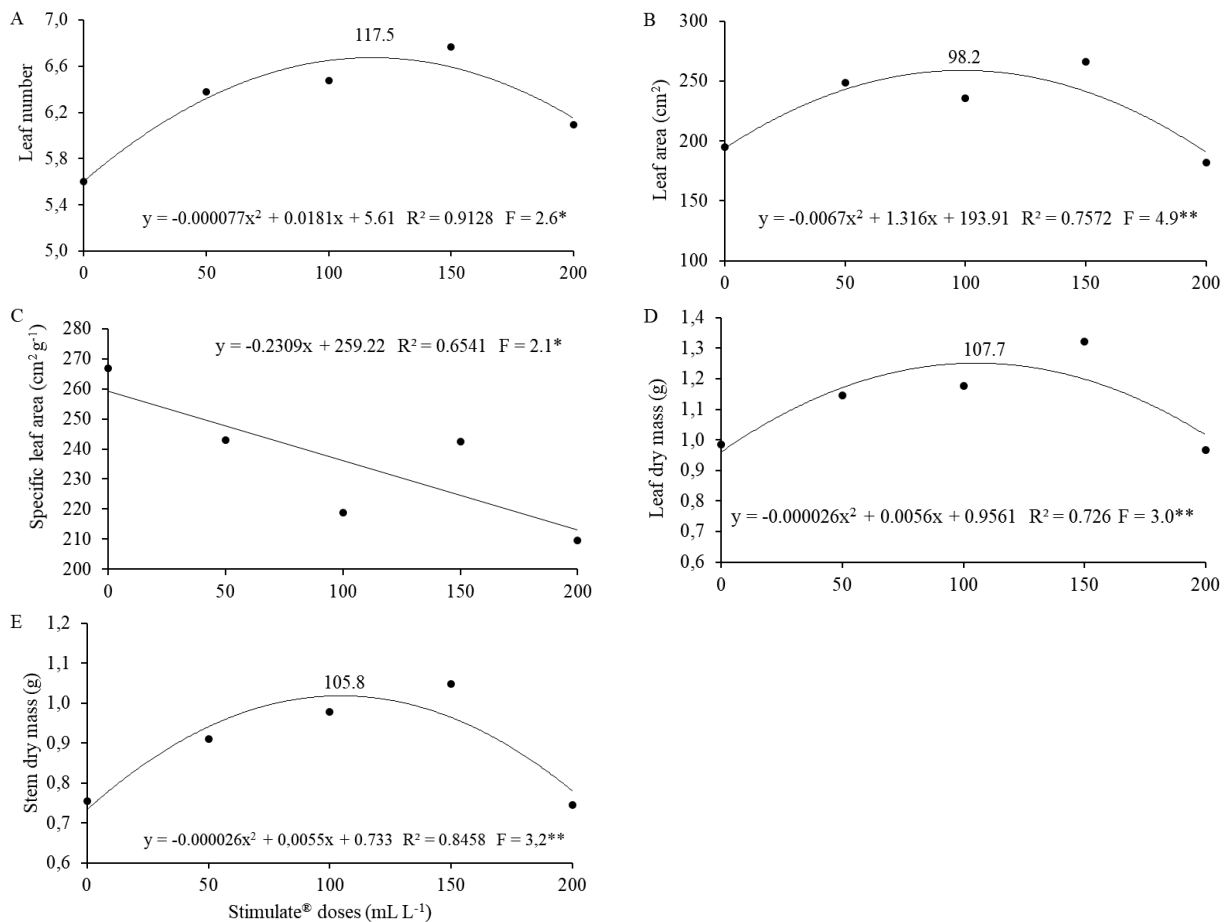 A
7,0
6,6
6,2
5,8
5,4
5,0
Leaf number
117.5
y = -0.000077x² + 0.0181x + 5.61 R² = 0.9128 F = 2.6*
0 50 100 150 200
B
300
250
200
150
100
Leaf area (cm²)
98.2
y = -0.0067x² + 1.316x + 193.91 R² = 0.7572 F = 4.9**
0 50 100 150 200
C
280
270
260
250
240
230
220
210
200
Specific leaf area (cm² g⁻¹)
y = -0.2309x + 259.22 R² = 0.6541 F = 2.1*
0 50 100 150 200
D
1,4
1,3
1,2
1,1
1,0
0,9
0,8
0,7
0,6
Leaf dry mass (g)
107.7
y = -0.000026x² + 0.0056x + 0.9561 R² = 0.726 F = 3.0**
0 50 100 150 200
E
1,2
1,1
1,0
0,9
0,8
0,7
0,6
Stem dry mass (g)
105.8
y = -0.000026x² + 0,0055x + 0.733 R² = 0.8458 F = 3,2**
0 50 100 150 200
Stimulate® doses (mL L⁻¹)